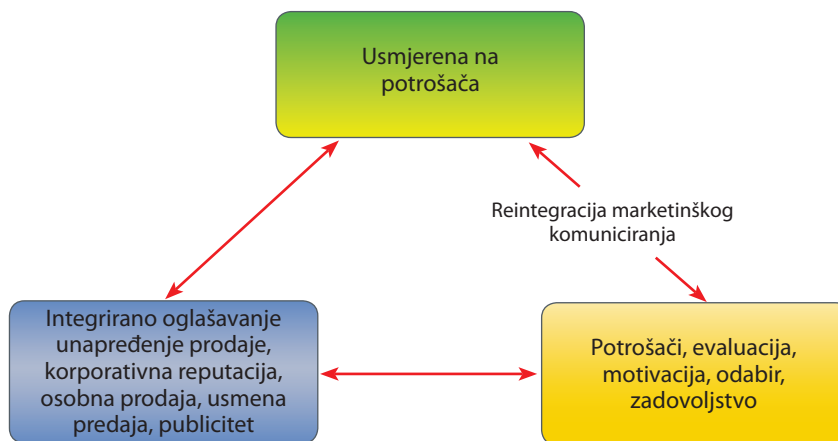 Usmjerena na
potrošača
Reintegracija marketinškog
komuniciranja
Integrirano oglašavanje
unapređenje prodaje,
korporativna reputacija,
osobna prodaja, usmena
predaja, publicitet
Potrošači, evaluacija,
motivacija, odabir,
zadovoljstvo